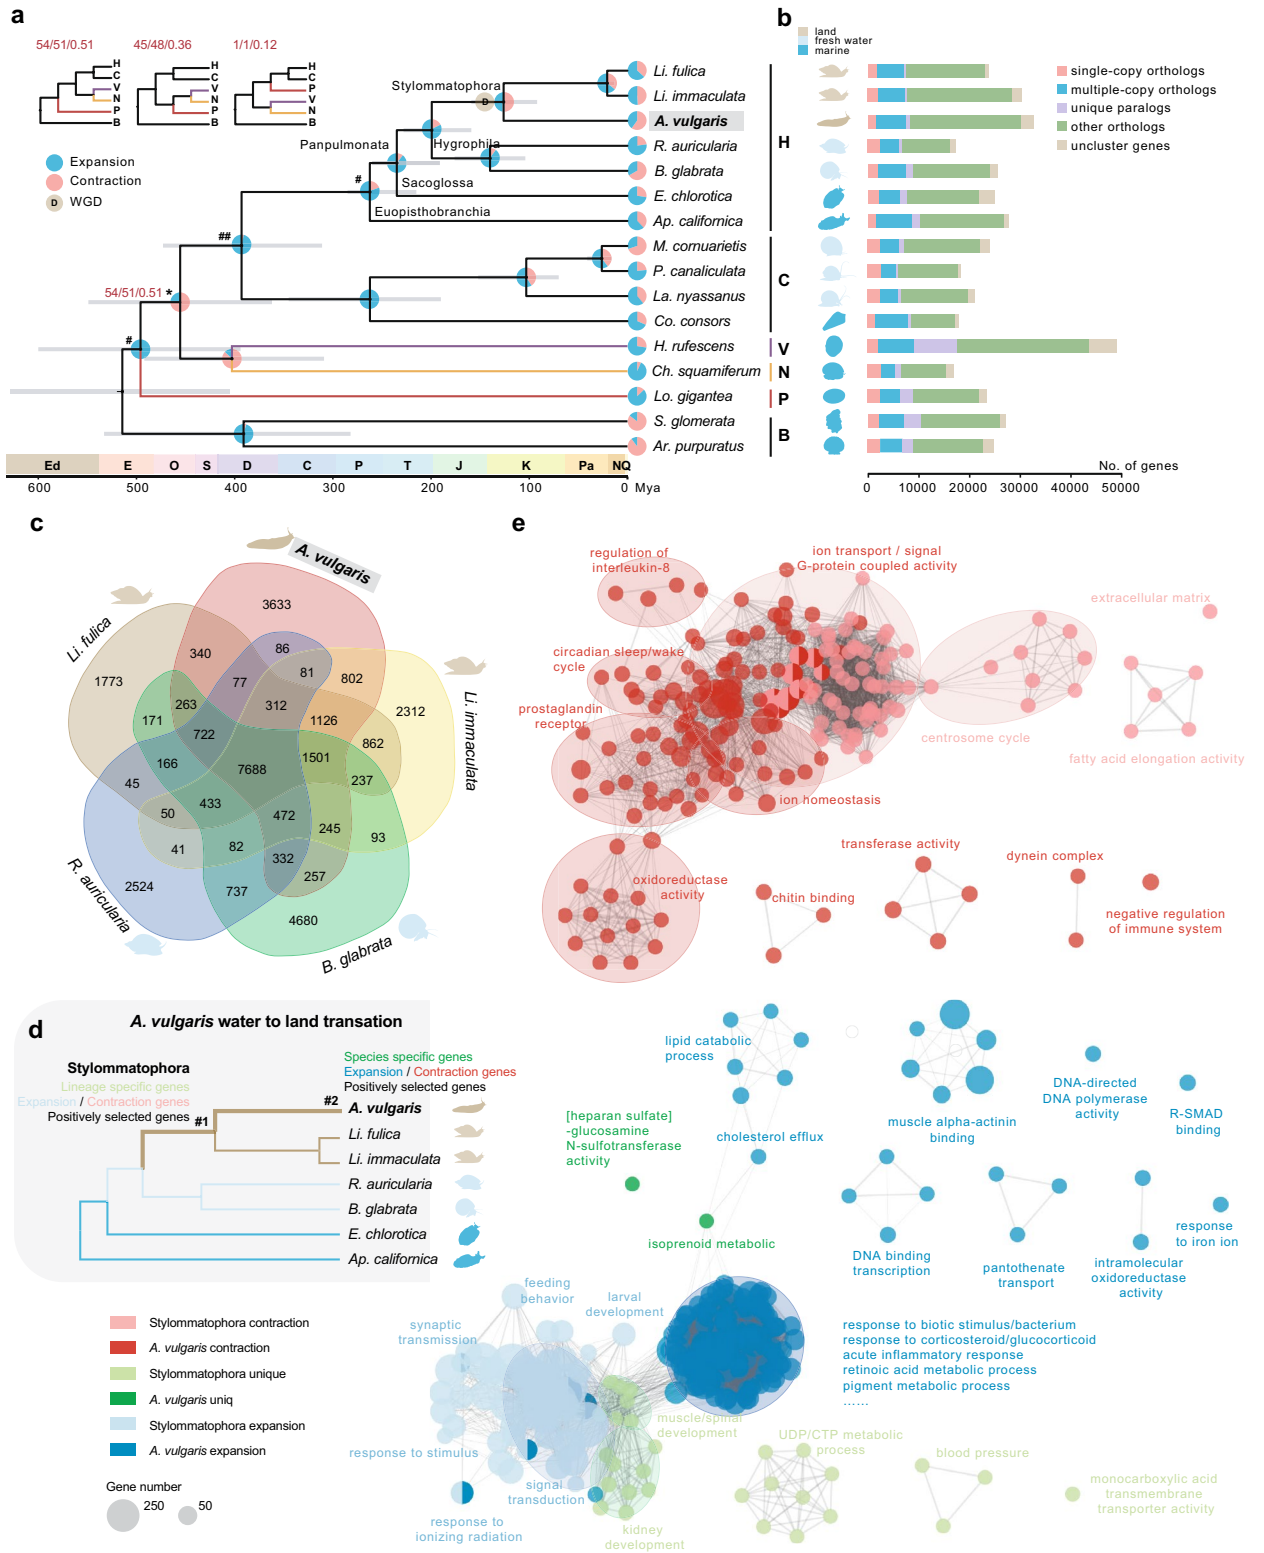 a
54/51/0.51
45/48/0.36
1/1/0.12
H
C
V
N
P
B
H
C
V
N
P
B
H
C
P
V
N
B
Expansion
Contraction
D WGD
Stylommatophora
D
Panpulmonata
Hygrophila
Sacoglossa
#
Euopisthobranchia
##
54/51/0.51 *
#
Li. fulica
Li. immaculata
A. vulgaris
R. auricularia
B. glabrata
E. chlorotica
Ap. californica
M. cornuarietis
P. canaliculata
La. nyassanus
Co. consors
H. rufescens
Ch. squamiferum
Lo. gigantea
S. glomerata
Ar. purpuratus
H
C
V
N
P
B
Ed E O S D C P T J K Pa N Q
600 500 400 300 200 100 0 Mya
b
land
fresh water
marine
single-copy orthologs
multiple-copy orthologs
unique paralogs
other orthologs
uncluster genes
No. of genes
0 10000 20000 30000 40000 50000
c
A. vulgaris
Li. fulica
Li. immaculata
R. auricularia
B. glabrata
3633
86
340
81
77
802
1773
312
2312
263
1126
171
722
862
1501
166
7688
237
45
433
50
472
245
93
82
41
332
257
2524
737
4680
e
regulation of
interleukin-8
ion transport / signal
G-protein coupled activity
extracellular matrix
circadian sleep/wake
cycle
prostaglandin
receptor
centrosome cycle
fatty acid elongation activity
ion homeostasis
transferase activity
dynein complex
oxidoreductase
activity
chitin binding
negative regulation
of immune system
d
A. vulgaris water to land transation
Stylommatophora
Lineage specific genes
Expansion / Contraction genes
Positively selected genes
Species specific genes
Expansion / Contraction genes
Positively selected genes
#1
#2
A. vulgaris
Li. fulica
Li. immaculata
R. auricularia
B. glabrata
E. chlorotica
Ap. californica
lipid catabolic
process
muscle alpha-actinin
binding
DNA-directed
DNA polymerase
activity
R-SMAD
binding
[heparan sulfate]
-glucosamine
N-sulfotransferase
activity
cholesterol efflux
isoprenoid metabolic
DNA binding
transcription
pantothenate
transport
intramolecular
oxidoreductase
activity
response
to iron ion
feeding
behavior
larval
development
synaptic
transmission
response to biotic stimulus/bacterium
response to corticosteroid/glucocorticoid
acute inflammatory response
retinoic acid metabolic process
pigment metabolic process
......
muscle/spinal
development
response to stimulus
signal
transduction
response to
ionizing radiation
kidney
development
UDP/CTP metabolic
process
blood pressure
monocarboxylic acid
transmembrane
transporter activity
Stylommatophora contraction
A. vulgaris contraction
Stylommatophora unique
A. vulgaris uniq
Stylommatophora expansion
A. vulgaris expansion
Gene number
250 50